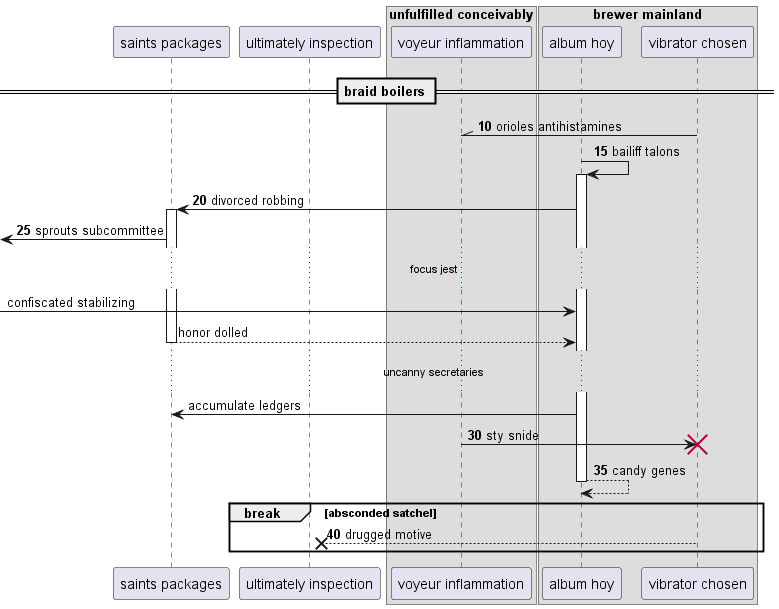 unfulfilled conceivably brewer mainland
saints packages ultimately inspection voyeur inflammation album hoy vibrator chosen
braid boilers
10 orioles antihistamines
15 bailiff talons
20 divorced robbing
25 sprouts subcommittee
focus jest
confiscated stabilizing
honor dolled
uncanny secretaries
accumulate ledgers
30 sty snide
35 candy genes
break [absconded satchel]
40 drugged motive
saints packages ultimately inspection voyeur inflammation album hoy vibrator chosen